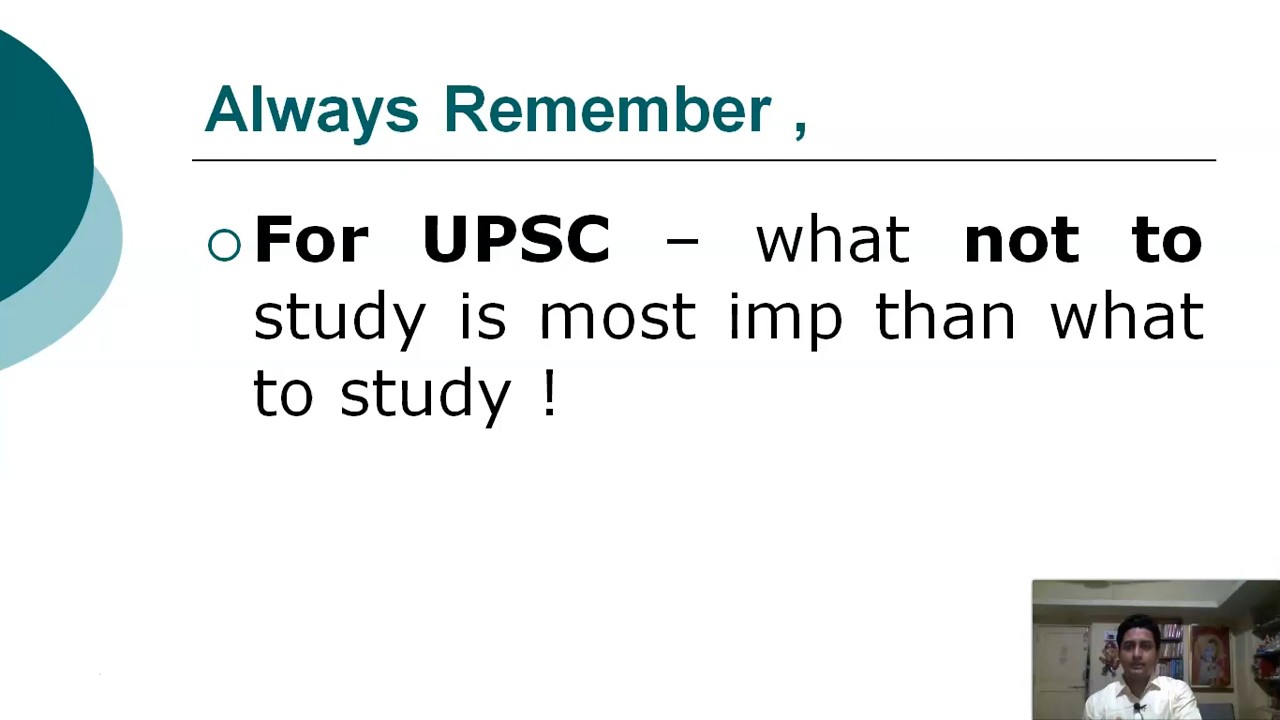 Always Remember ,
For UPSC – what not to
study is most imp than what
to study !